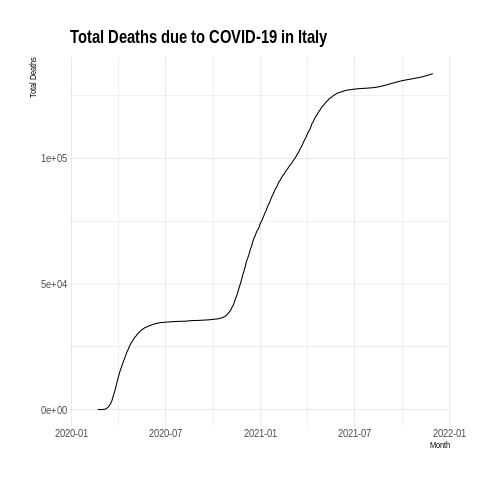 Total Deaths due to COVID-19 in Italy
Total Deaths
1e+05
5e+04
0e+00
2020-01
2020-07
2021-01
2021-07
2022-01
Month